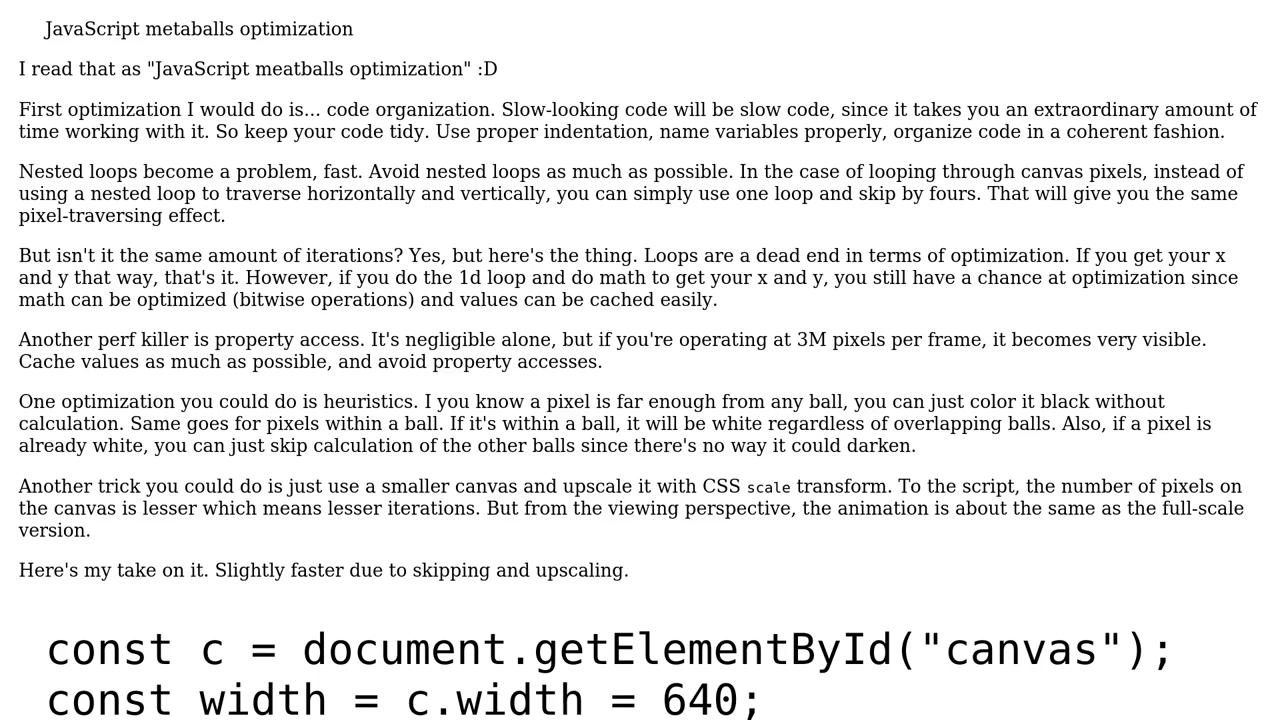 JavaScript metaballs optimization
I read that as "JavaScript meatballs optimization" :D
First optimization I would do is... code organization. Slow-looking code will be slow code, since it takes you an extraordinary amount of
time working with it. So keep your code tidy. Use proper indentation, name variables properly, organize code in a coherent fashion.
Nested loops become a problem, fast. Avoid nested loops as much as possible. In the case of looping through canvas pixels, instead of
using a nested loop to traverse horizontally and vertically, you can simply use one loop and skip by fours. That will give you the same
pixel-traversing effect.
But isn't it the same amount of iterations? Yes, but here's the thing. Loops are a dead end in terms of optimization. If you get your x
and y that way, that's it. However, if you do the 1d loop and do math to get your x and y, you still have a chance at optimization since
math can be optimized (bitwise operations) and values can be cached easily.
Another perf killer is property access. It's negligible alone, but if you're operating at 3M pixels per frame, it becomes very visible.
Cache values as much as possible, and avoid property accesses.
One optimization you could do is heuristics. I you know a pixel is far enough from any ball, you can just color it black without
calculation. Same goes for pixels within a ball. If it's within a ball, it will be white regardless of overlapping balls. Also, if a pixel is
already white, you can just skip calculation of the other balls since there's no way it could darken.
Another trick you could do is just use a smaller canvas and upscale it with CSS scale transform. To the script, the number of pixels on
the canvas is lesser which means lesser iterations. But from the viewing perspective, the animation is about the same as the full-scale
version.
Here's my take on it. Slightly faster due to skipping and upscaling.
const c = document.getElementById("canvas");
const width = c.width = 640;